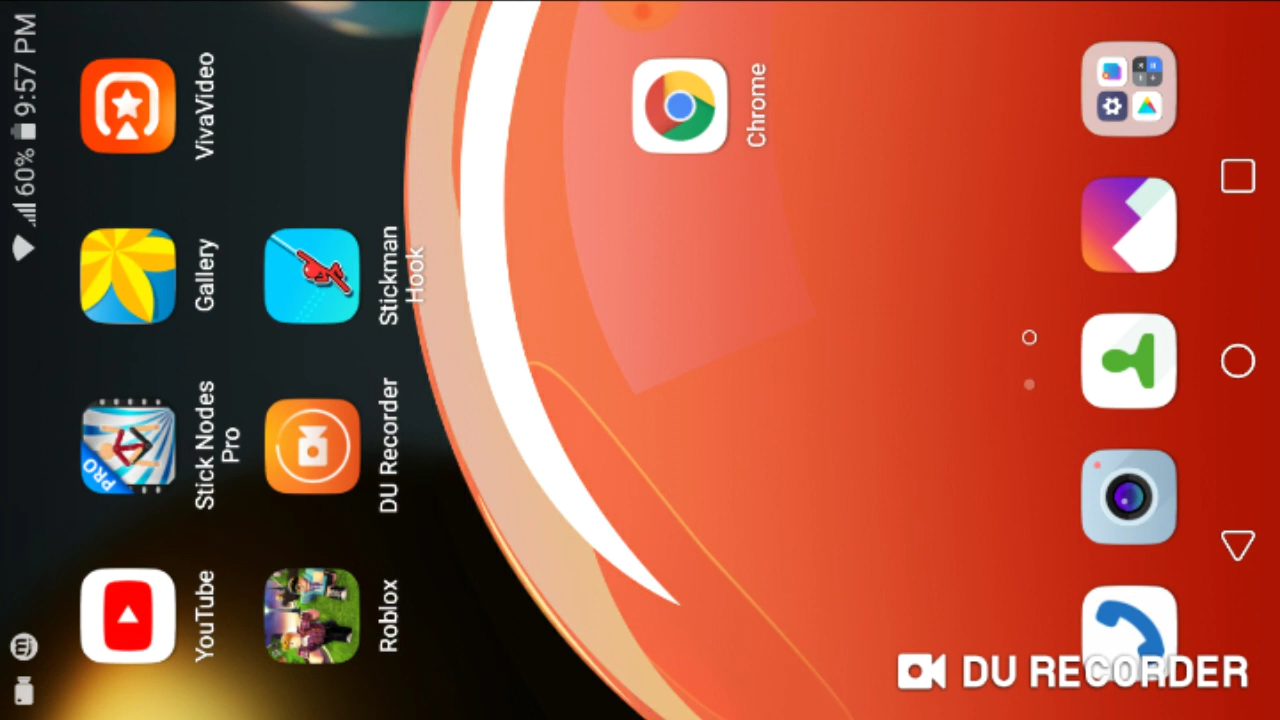 60% 9:57 PM
YouTube
Stick Nodes
Pro
Gallery
VivaVideo
PRO
Roblox
DU Recorder
Stickman
Hook
Chrome
DU RECORDER